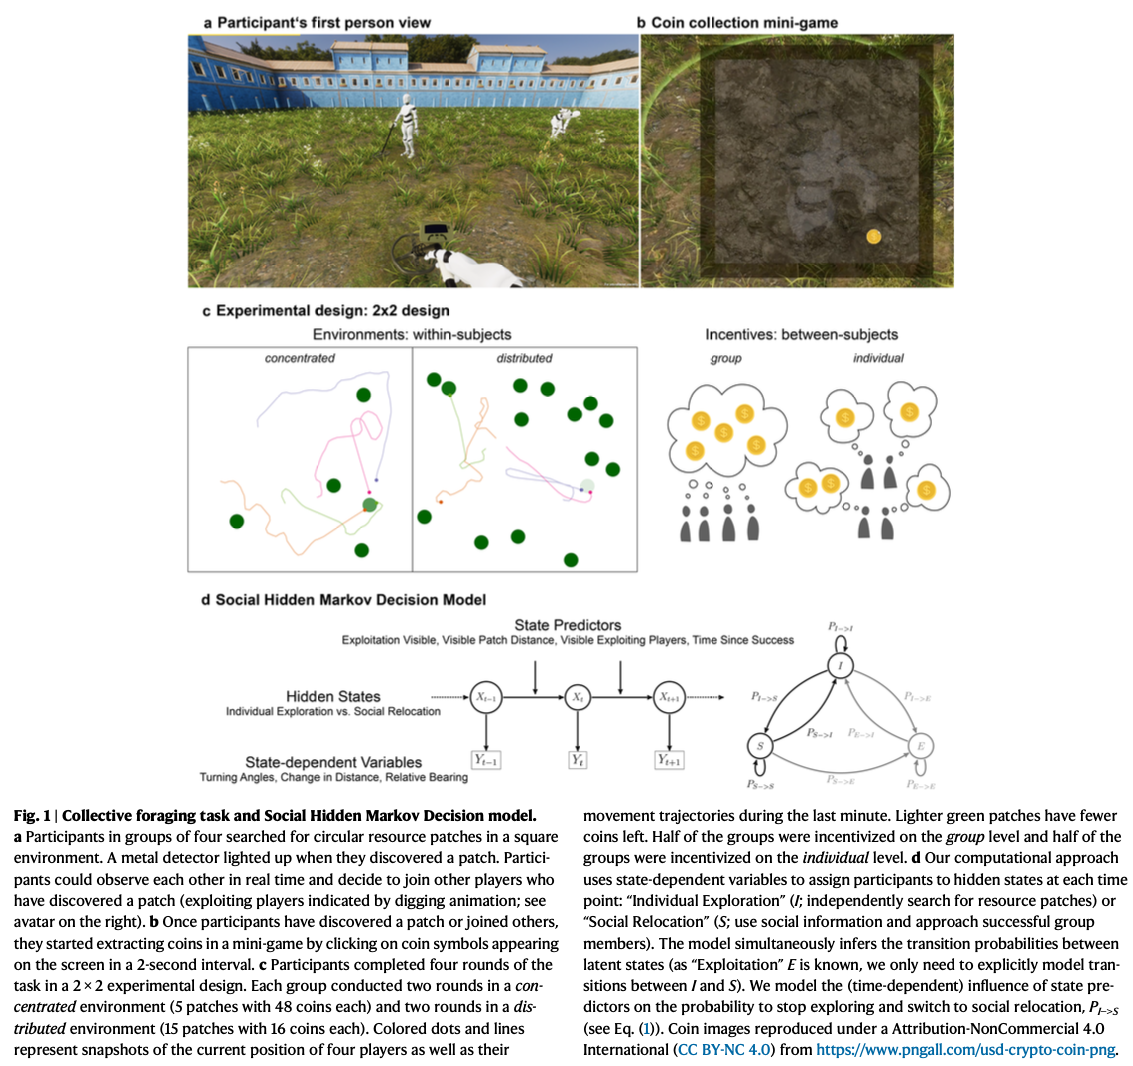 a Participant's first person view
b Coin collection mini-game
c Experimental design: 2x2 design
Environments: within-subjects
Incentives: between-subjects
concentrated
distributed
group
individual
d Social Hidden Markov Decision Model
State Predictors
Exploitation Visible, Visible Patch Distance, Visible Exploiting Players, Time Since Success
Hidden States
Individual Exploration vs. Social Relocation
X_{t−1}
X_t
X_{t+1}
State-dependent Variables
Turning Angles, Change in Distance, Relative Bearing
Y_{t−1}
Y_t
Y_{t+1}
P_{I−>I}
I
P_{I−>S}
P_{I−>E}
P_{S−>I}
P_{E−>I}
S
E
P_{S−>S}
P_{S−>E}
P_{E−>E}
Fig. 1 | Collective foraging task and Social Hidden Markov Decision model.
a Participants in groups of four searched for circular resource patches in a square
environment. A metal detector lighted up when they discovered a patch. Partici-
pants could observe each other in real time and decide to join other players who
have discovered a patch (exploiting players indicated by digging animation; see
avatar on the right). b Once participants have discovered a patch or joined others,
they started extracting coins in a mini-game by clicking on coin symbols appearing
on the screen in a 2-second interval. c Participants completed four rounds of the
task in a 2 × 2 experimental design. Each group conducted two rounds in a con-
centrated environment (5 patches with 48 coins each) and two rounds in a dis-
tributed environment (15 patches with 16 coins each). Colored dots and lines
represent snapshots of the current position of four players as well as their
movement trajectories during the last minute. Lighter green patches have fewer
coins left. Half of the groups were incentivized on the group level and half of the
groups were incentivized on the individual level. d Our computational approach
uses state-dependent variables to assign participants to hidden states at each time
point: "Individual Exploration" (I; independently search for resource patches) or
"Social Relocation" (S; use social information and approach successful group
members). The model simultaneously infers the transition probabilities between
latent states (as "Exploitation" E is known, we only need to explicitly model tran-
sitions between I and S). We model the (time-dependent) influence of state pre-
dictors on the probability to stop exploring and switch to social relocation, P_{I−>S}
(see Eq. (1)). Coin images reproduced under a Attribution-NonCommercial 4.0
International (CC BY-NC 4.0) from https://www.pngall.com/usd-crypto-coin-png.